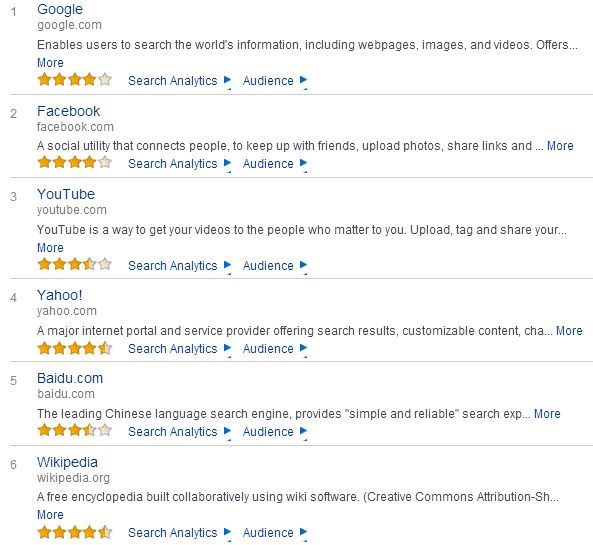 1 Google
google.com
Enables users to search the world's information, including webpages, images, and videos. Offers...
More
Search Analytics Audience
2 Facebook
facebook.com
A social utility that connects people, to keep up with friends, upload photos, share links and ... More
Search Analytics Audience
3 YouTube
youtube.com
YouTube is a way to get your videos to the people who matter to you. Upload, tag and share your...
More
Search Analytics Audience
4 Yahoo!
yahoo.com
A major internet portal and service provider offering search results, customizable content, cha... More
Search Analytics Audience
5 Baidu.com
baidu.com
The leading Chinese language search engine, provides "simple and reliable" search exp... More
Search Analytics Audience
6 Wikipedia
wikipedia.org
A free encyclopedia built collaboratively using wiki software. (Creative Commons Attribution-Sh...
More
Search Analytics Audience